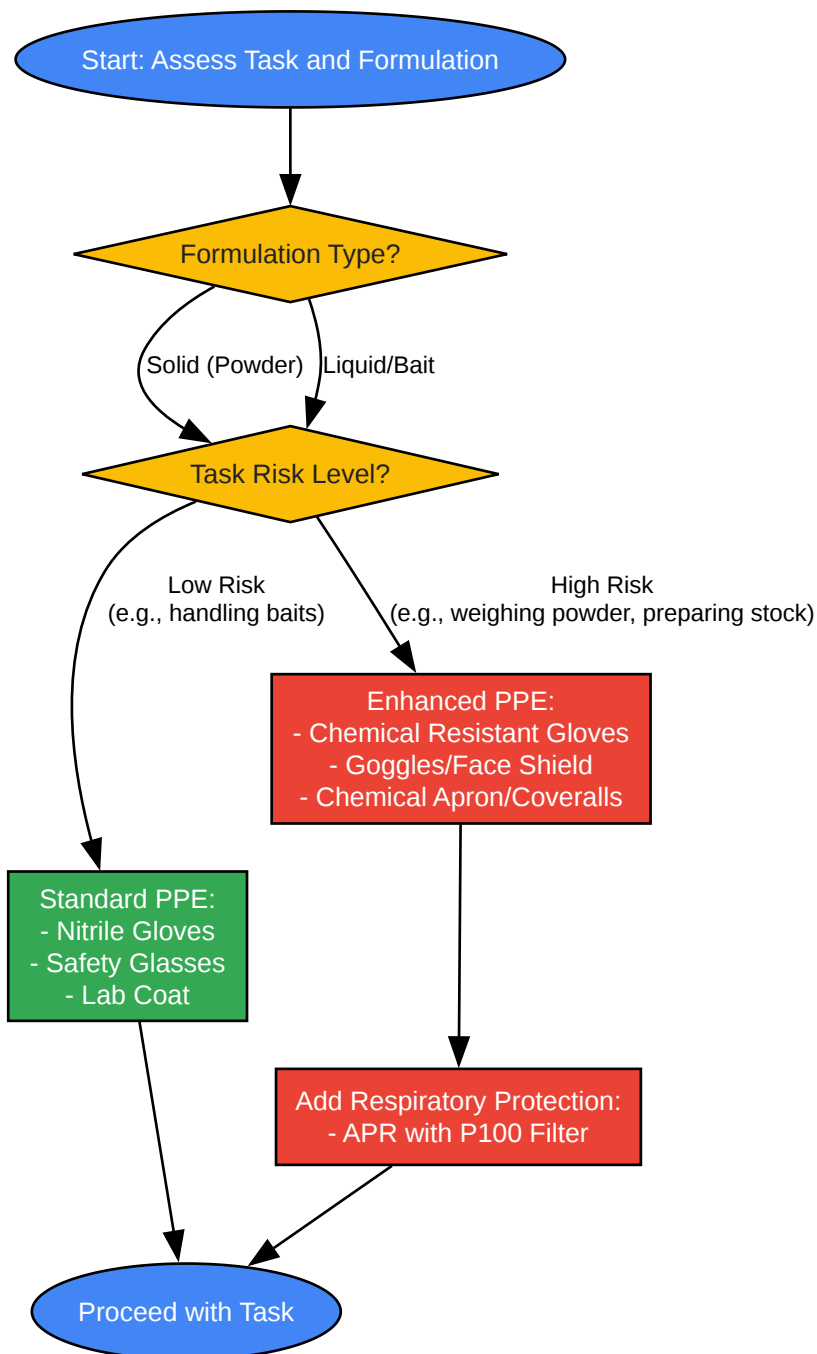 Start: Assess Task and Formulation
Formulation Type?
Solid (Powder)
Liquid/Bait
Task Risk Level?
Low Risk
(e.g., handling baits)
High Risk
(e.g., weighing powder, preparing stock)
Enhanced PPE:
- Chemical Resistant Gloves
- Goggles/Face Shield
- Chemical Apron/Coveralls
Standard PPE:
- Nitrile Gloves
- Safety Glasses
- Lab Coat
Add Respiratory Protection:
- APR with P100 Filter
Proceed with Task